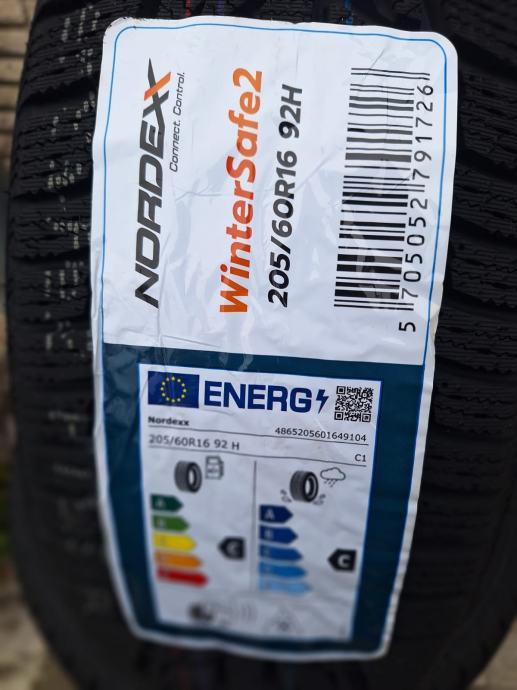 NORDEXX
Connect. Control.
WinterSafe2
205/60R16 92H
5 705052 791726
ENERG
Nordexx
4865205601649104
205/60R16 92 H
C1
A
C
A
C